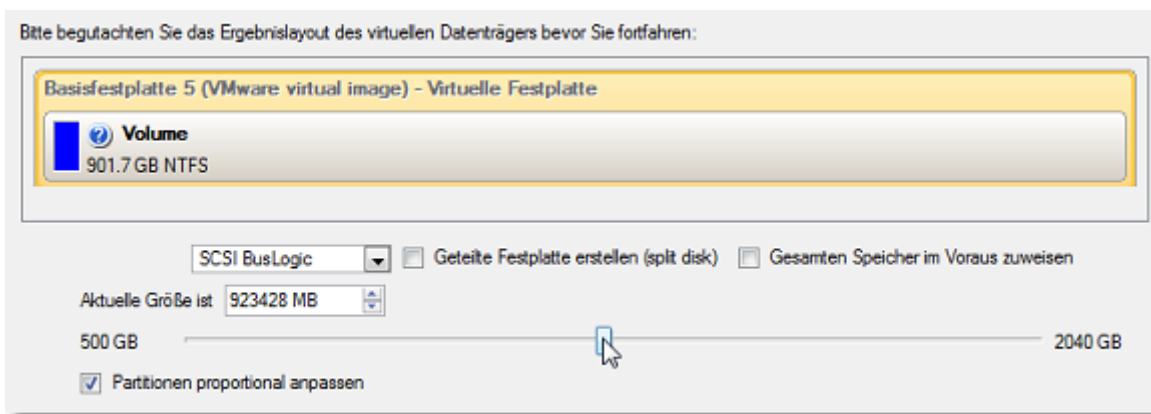 Bitte begutachten Sie das Ergebnislayout des virtuellen Datenträgers bevor Sie fortfahren:
Basisfestplatte 5 (VMware virtual image) - Virtuelle Festplatte
Volume
901.7 GB NTFS
SCSI BusLogic Geteilte Festplatte erstellen (split disk) Gesamten Speicher im Voraus zuweisen
Aktuelle Größe ist 923428 MB
500 GB 2040 GB
Partitionen proportional anpassen